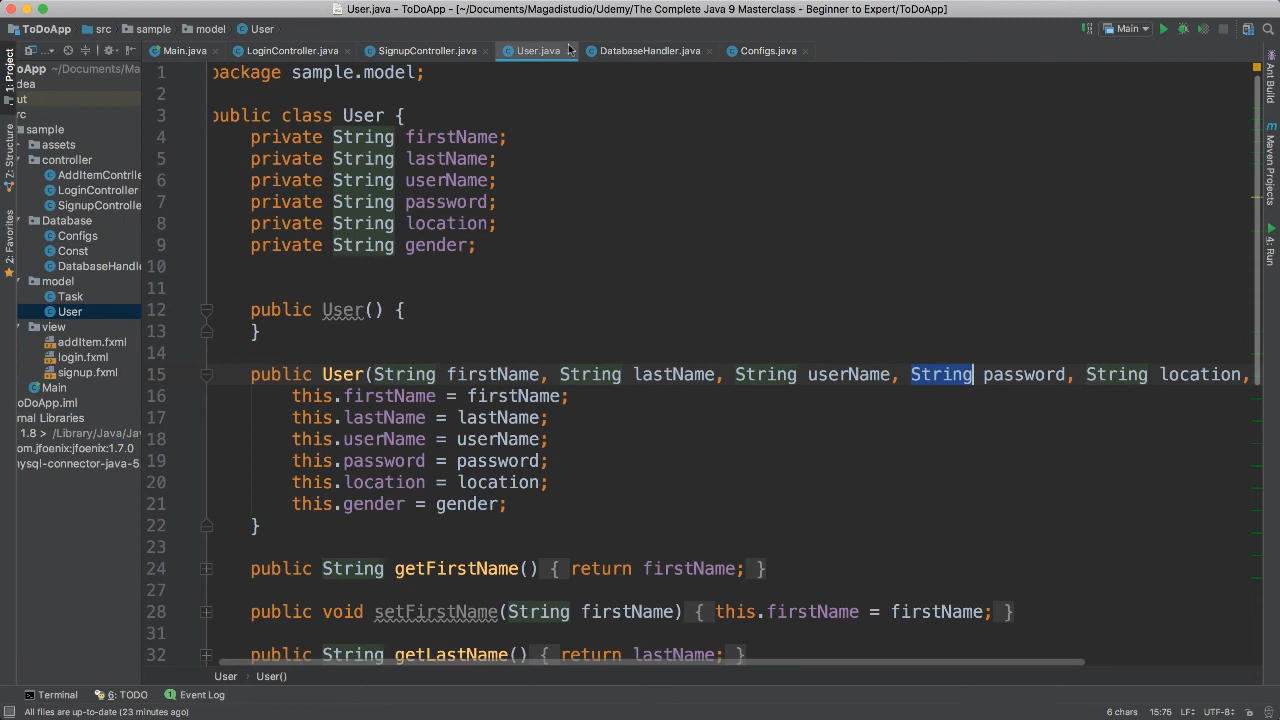 User.java - ToDoApp - [~/Documents/Magadistudio/Udemy/The Complete Java 9 Masterclass - Beginner to Expert/ToDoApp]
ToDoApp src sample model User Main
1: Project
7: Structure
2: Favorites
Main.java LoginController.java SignupController.java User.java DatabaseHandler.java Configs.java
ToDoApp ~/Documents/Ma
dea
ut
rc
sample
assets
controller
AddItemContrlle
LoginController
SignupControlle
Database
Configs
Const
DatabaseHandle
model
Task
User
view
addItem.fxml
login.fxml
signup.fxml
Main
oDoApp.iml
rnal Libraries
1.8 > /Library/Java/Jav
om.jfoenix:jfoenix:1.7.0
mysql-connector-java-5.
1 package sample.model;
2
3 public class User {
4 private String firstName;
5 private String lastName;
6 private String userName;
7 private String password;
8 private String location;
9 private String gender;
10
11
12 public User() {
13 }
14
15 public User(String firstName, String lastName, String userName, String password, String location,
16 this.firstName = firstName;
17 this.lastName = lastName;
18 this.userName = userName;
19 this.password = password;
20 this.location = location;
21 this.gender = gender;
22 }
23
24 public String getFirstName() { return firstName; }
27
28 public void setFirstName(String firstName) { this.firstName = firstName; }
31
32 public String getLastName() { return lastName; }
Ant Build
Maven Projects
4: Run
User User()
Terminal 6: TODO Event Log
All files are up-to-date (23 minutes ago) 6 chars 15:75 LF÷ UTF-8÷